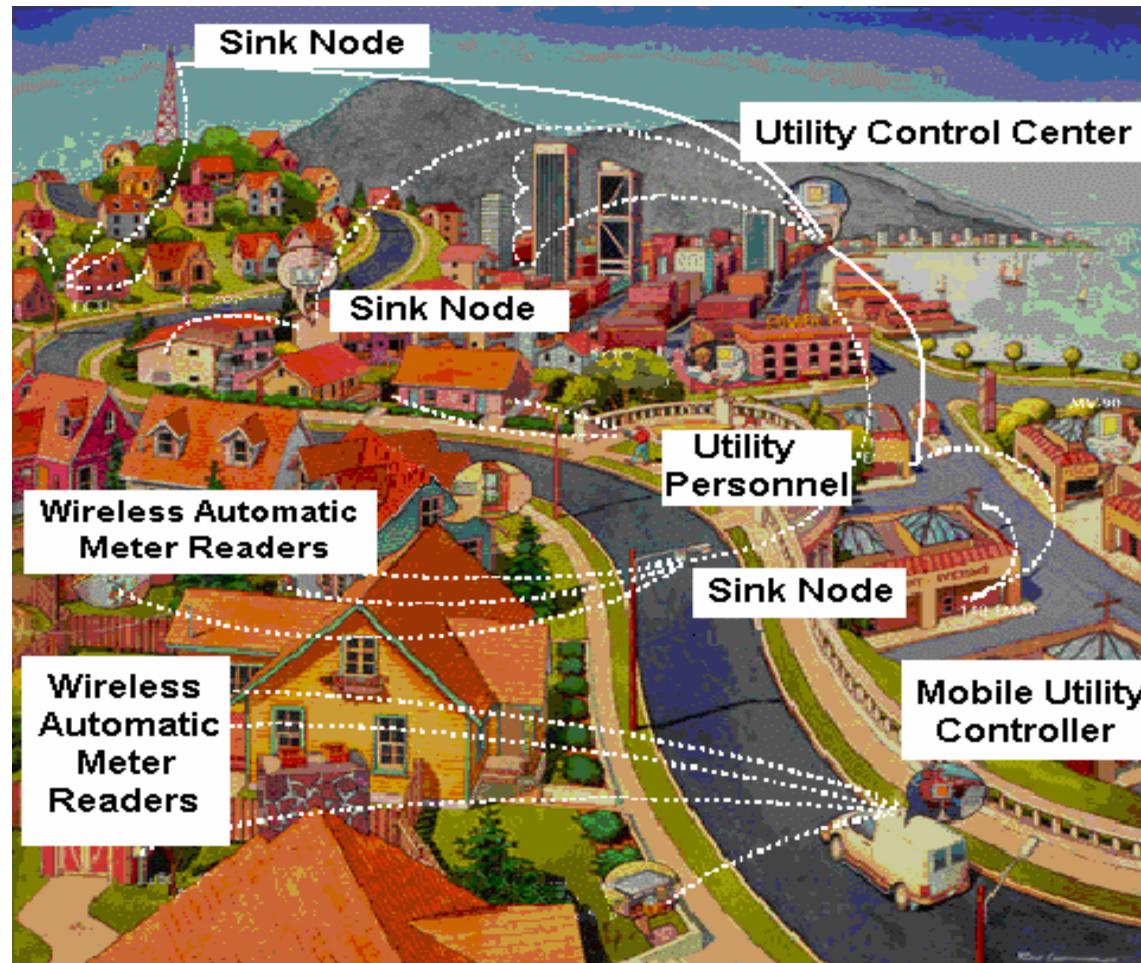 Sink Node
Utility Control Center
Sink Node
Utility
Personnel
Wireless Automatic
Meter Readers
Sink Node
Wireless
Automatic
Meter
Readers
Mobile Utility
Controller